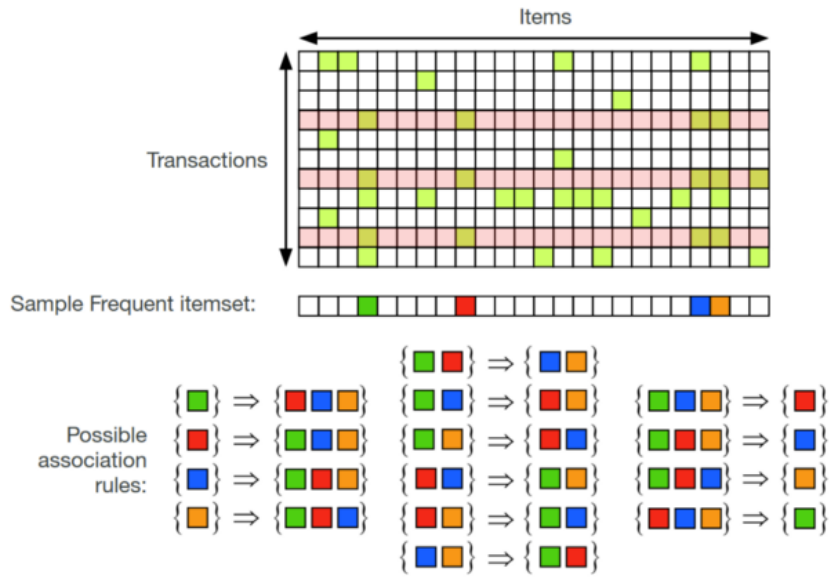 Items
Transactions
Sample Frequent itemset:
Possible
association
rules: